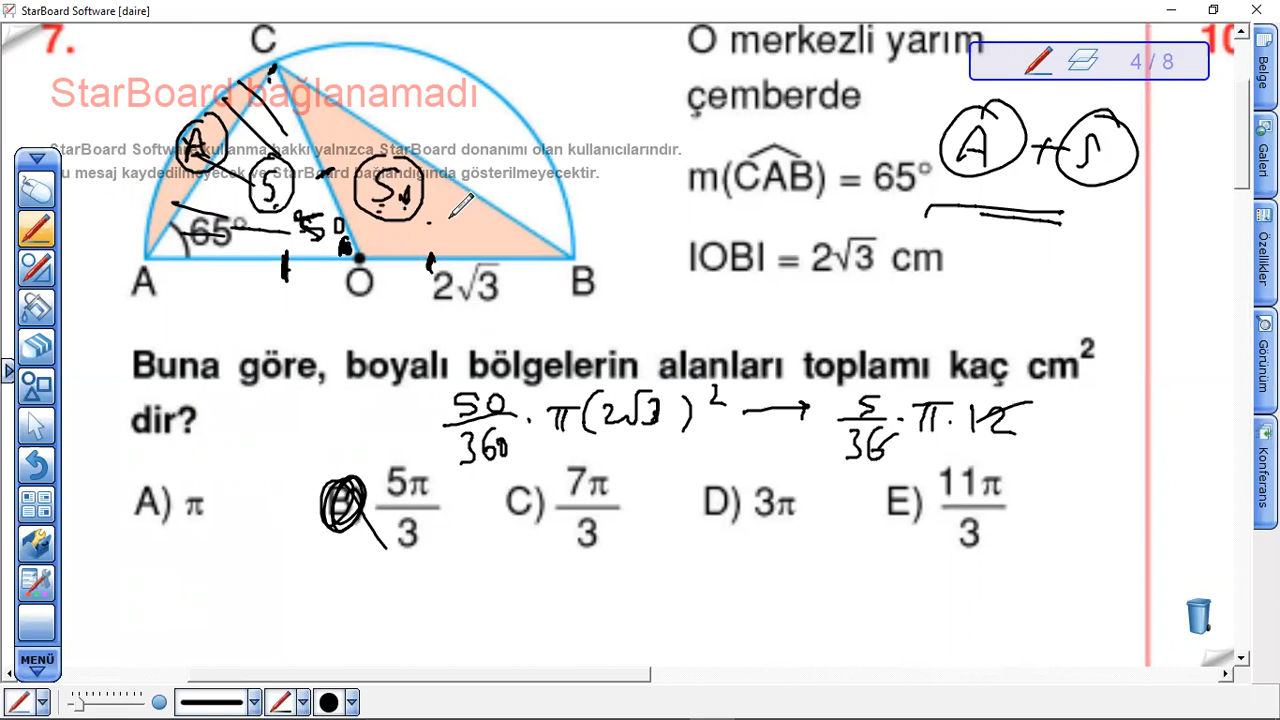 StarBoard Software [daire]
7.
C
O merkezli yarım
10
4 / 8
StarBoard bağlanamadı
çemberde
StarBoard Software kullanma hakkı yalnızca StarBoard donanımı olan kullanıcılarındır.
u mesaj kaydedilmeyecek ve StarBoard bağlandığında gösterilmeyecektir.
A
S
S
A + S
m(CAB) = 65°
65°
50
IOBI = 2√3 cm
A
O
2√3
B
Buna göre, boyalı bölgelerin alanları toplamı kaç cm²
dir?
50/360 · π(2√3)² → 5/36 · π · 12
A) π
B) 5π/3
C) 7π/3
D) 3π
E) 11π/3
Belge
Galeri
Özellikler
Görünüm
Konferans
MENÜ